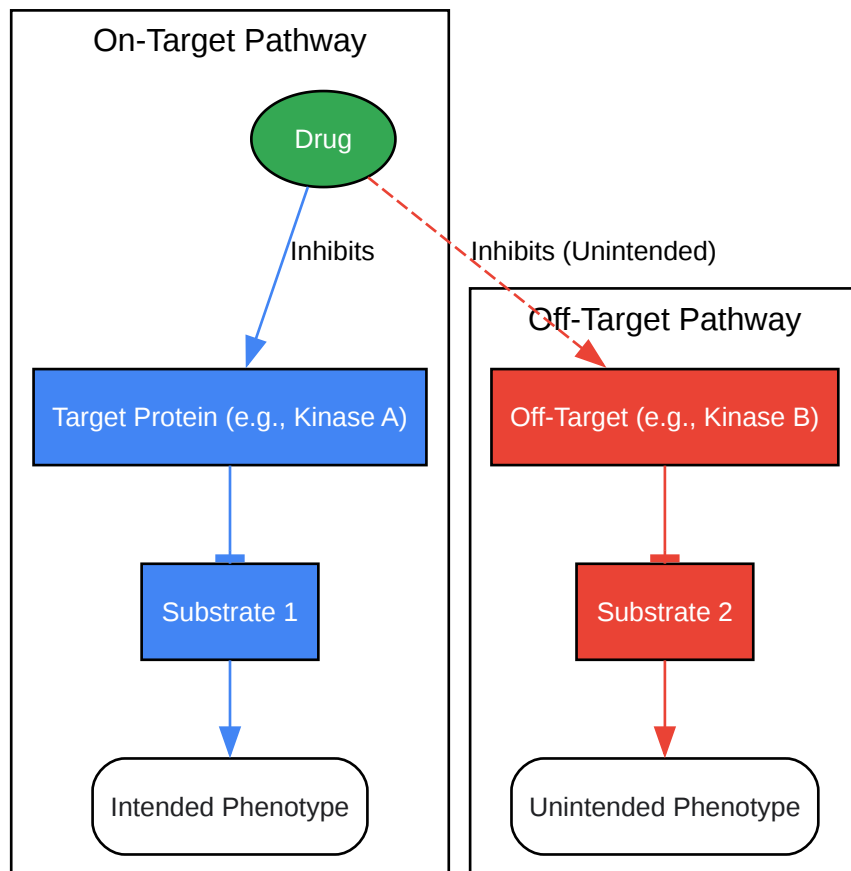 On-Target Pathway
Drug
Inhibits
Inhibits (Unintended)
Off-Target Pathway
Target Protein (e.g., Kinase A)
Off-Target (e.g., Kinase B)
Substrate 1
Substrate 2
Intended Phenotype
Unintended Phenotype